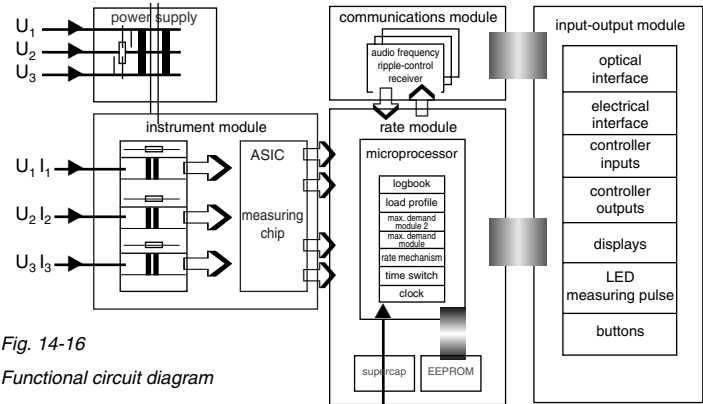 power supply
U1
U2
U3
communications module
audio frequency
ripple-control
receiver
input-output module
optical
interface
electrical
interface
controller
inputs
controller
outputs
displays
LED
measuring pulse
buttons
instrument module
U1 I1
U2 I2
U3 I3
ASIC
measuring
chip
rate module
microprocessor
logbook
load profile
max. demand
module 2
max. demand
module
rate mechanism
time switch
clock
supercap
EEPROM
Fig. 14-16
Functional circuit diagram